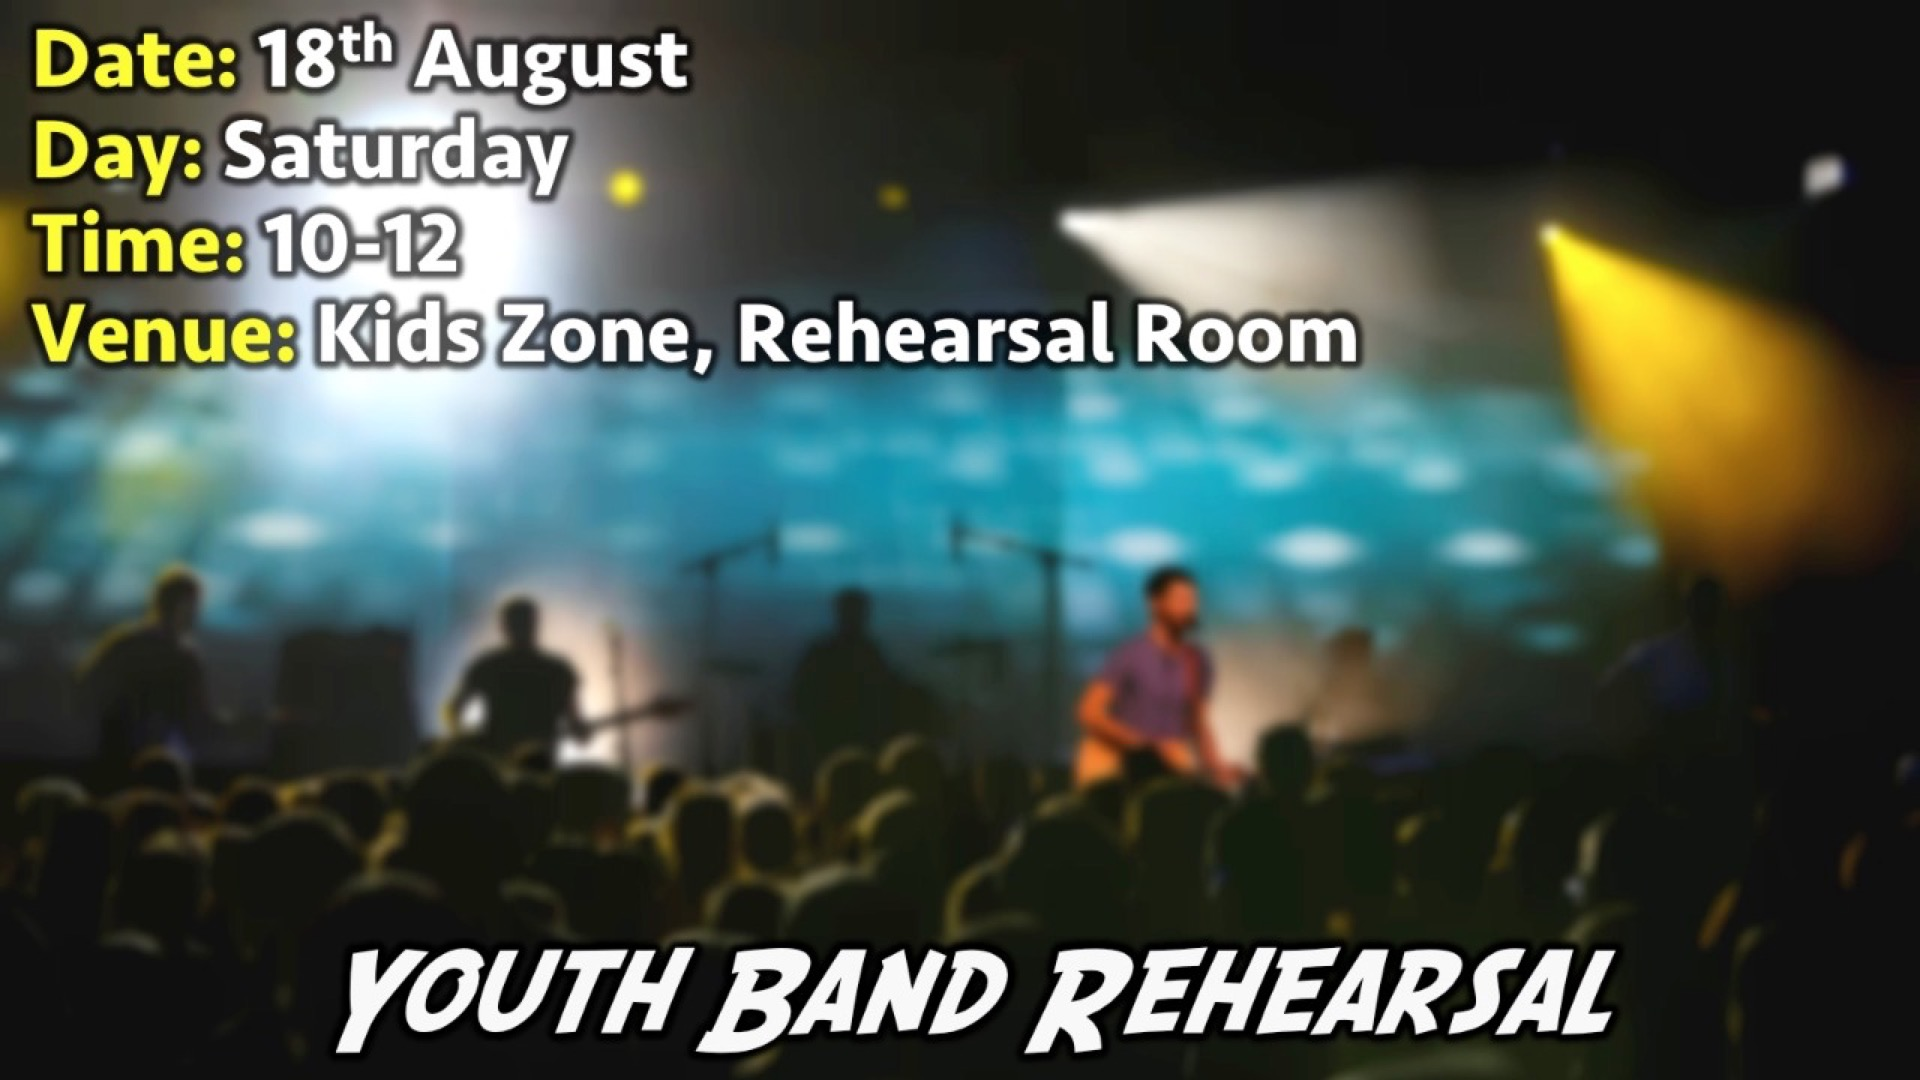 Date: 18th August
Day: Saturday
Time: 10-12
Venue: Kids Zone, Rehearsal Room
Youth Band Rehearsal